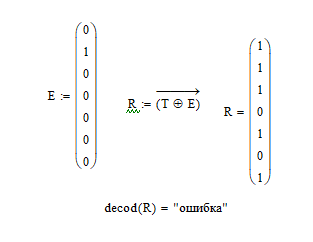 E := (0 1 0 0 0 0 0)
R := (T ⊕ E)
R = (1 1 1 0 1 0 1)
decod(R) = "ошибка"